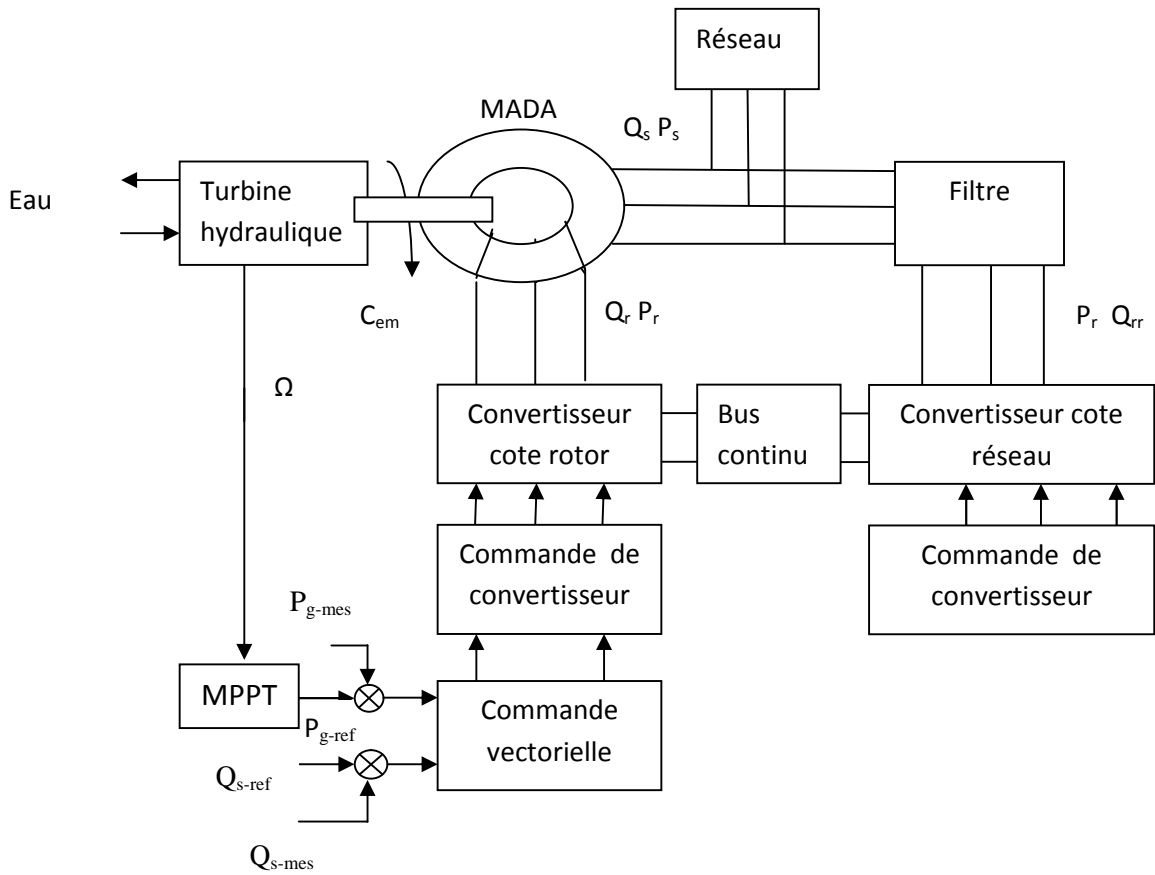 Réseau
MADA
Qs Ps
Eau
Turbine
hydraulique
Filtre
Cem
Qr Pr
Pr Qrr
Ω
Convertisseur
cote rotor
Bus
continu
Convertisseur cote
réseau
Commande de
convertisseur
Commande de
convertisseur
Pg-mes
MPPT
Pg-ref
Commande
vectorielle
Qs-ref
Qs-mes